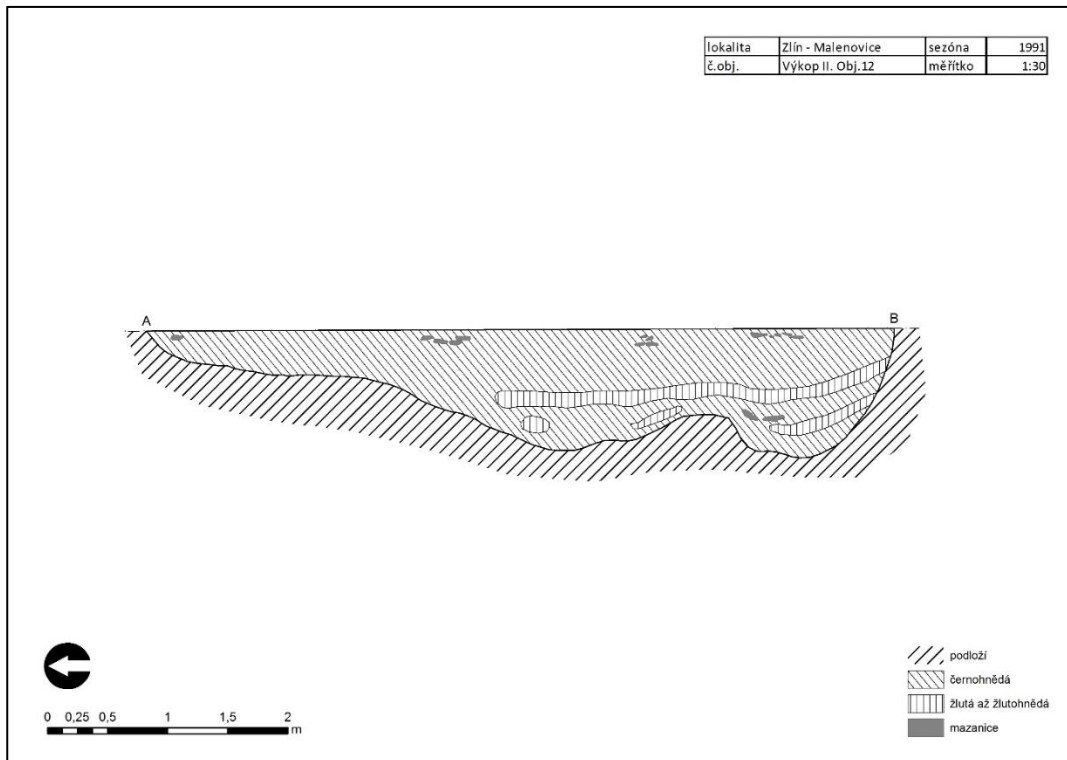 lokalita Zlín - Malenovice sezóna 1991
č.obj. Výkop II. Obj.12 měřítko 1:30
A B
podloží
černohnědá
žlutá až žlutohnědá
mazanice
0 0,25 0,5 1 1,5 2
m